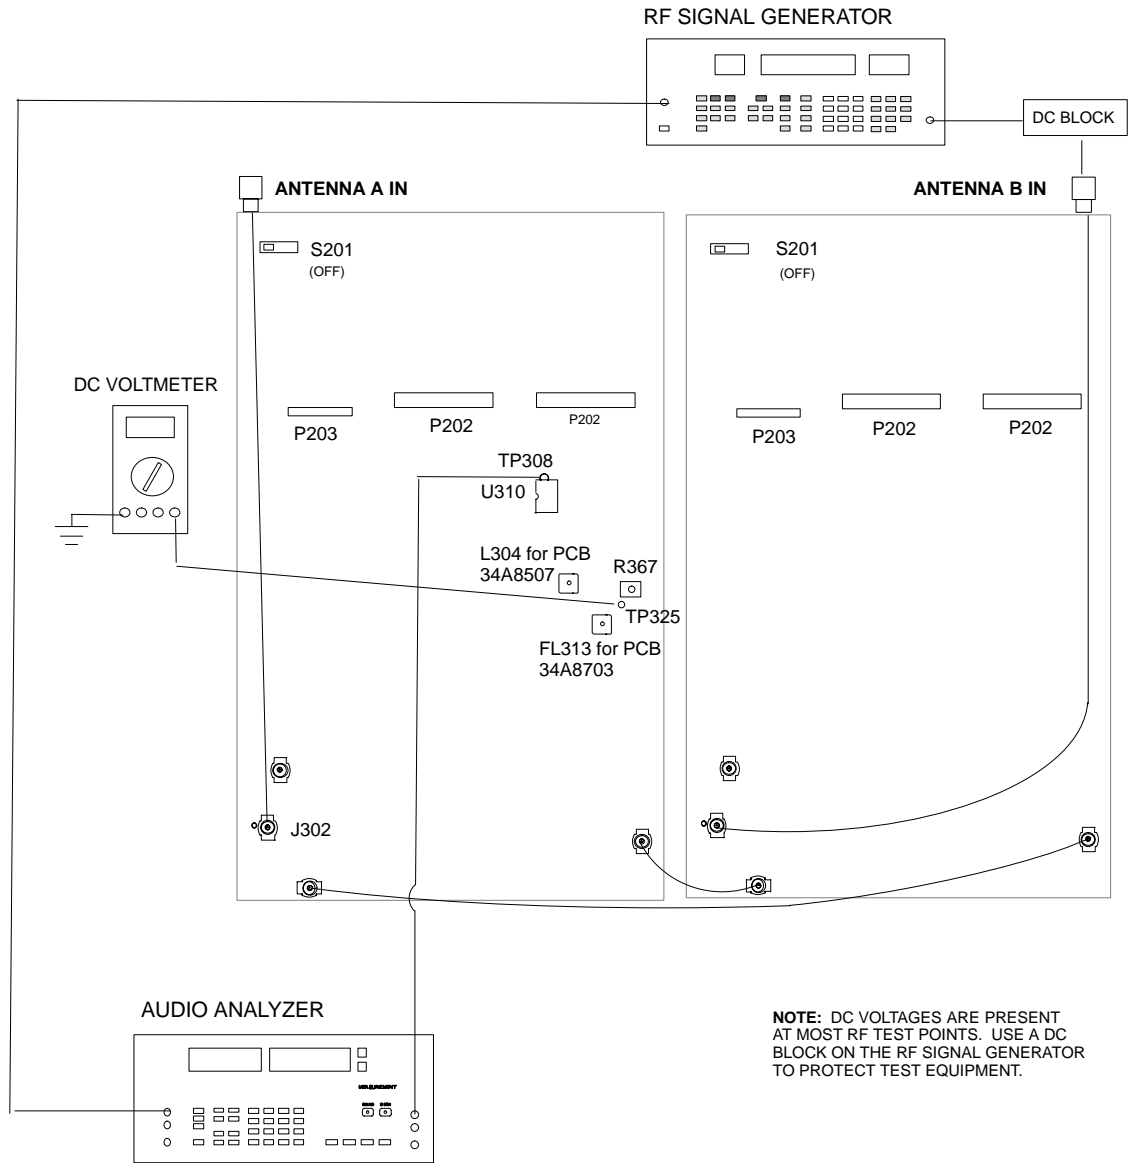 RF SIGNAL GENERATOR
DC BLOCK
ANTENNA A IN
ANTENNA B IN
S201
(OFF)
S201
(OFF)
DC VOLTMETER
P203
P202
P202
P203
P202
P202
TP308
U310
L304 for PCB
34A8507
R367
TP325
FL313 for PCB
34A8703
J302
AUDIO ANALYZER
MEASUREMENT
NOTE: DC VOLTAGES ARE PRESENT
AT MOST RF TEST POINTS. USE A DC
BLOCK ON THE RF SIGNAL GENERATOR
TO PROTECT TEST EQUIPMENT.